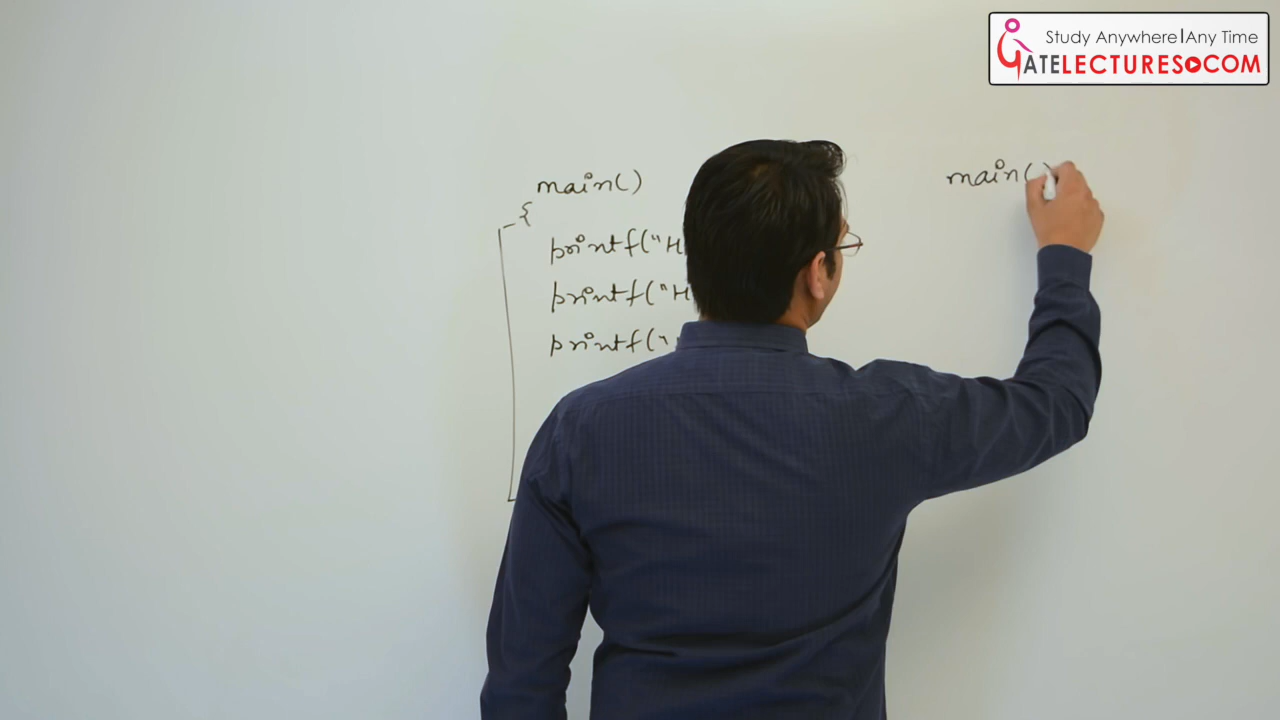 Study Anywhere|Any Time
GATELECTURES.COM
main()
{
printf("H
printf("H
printf("
main()